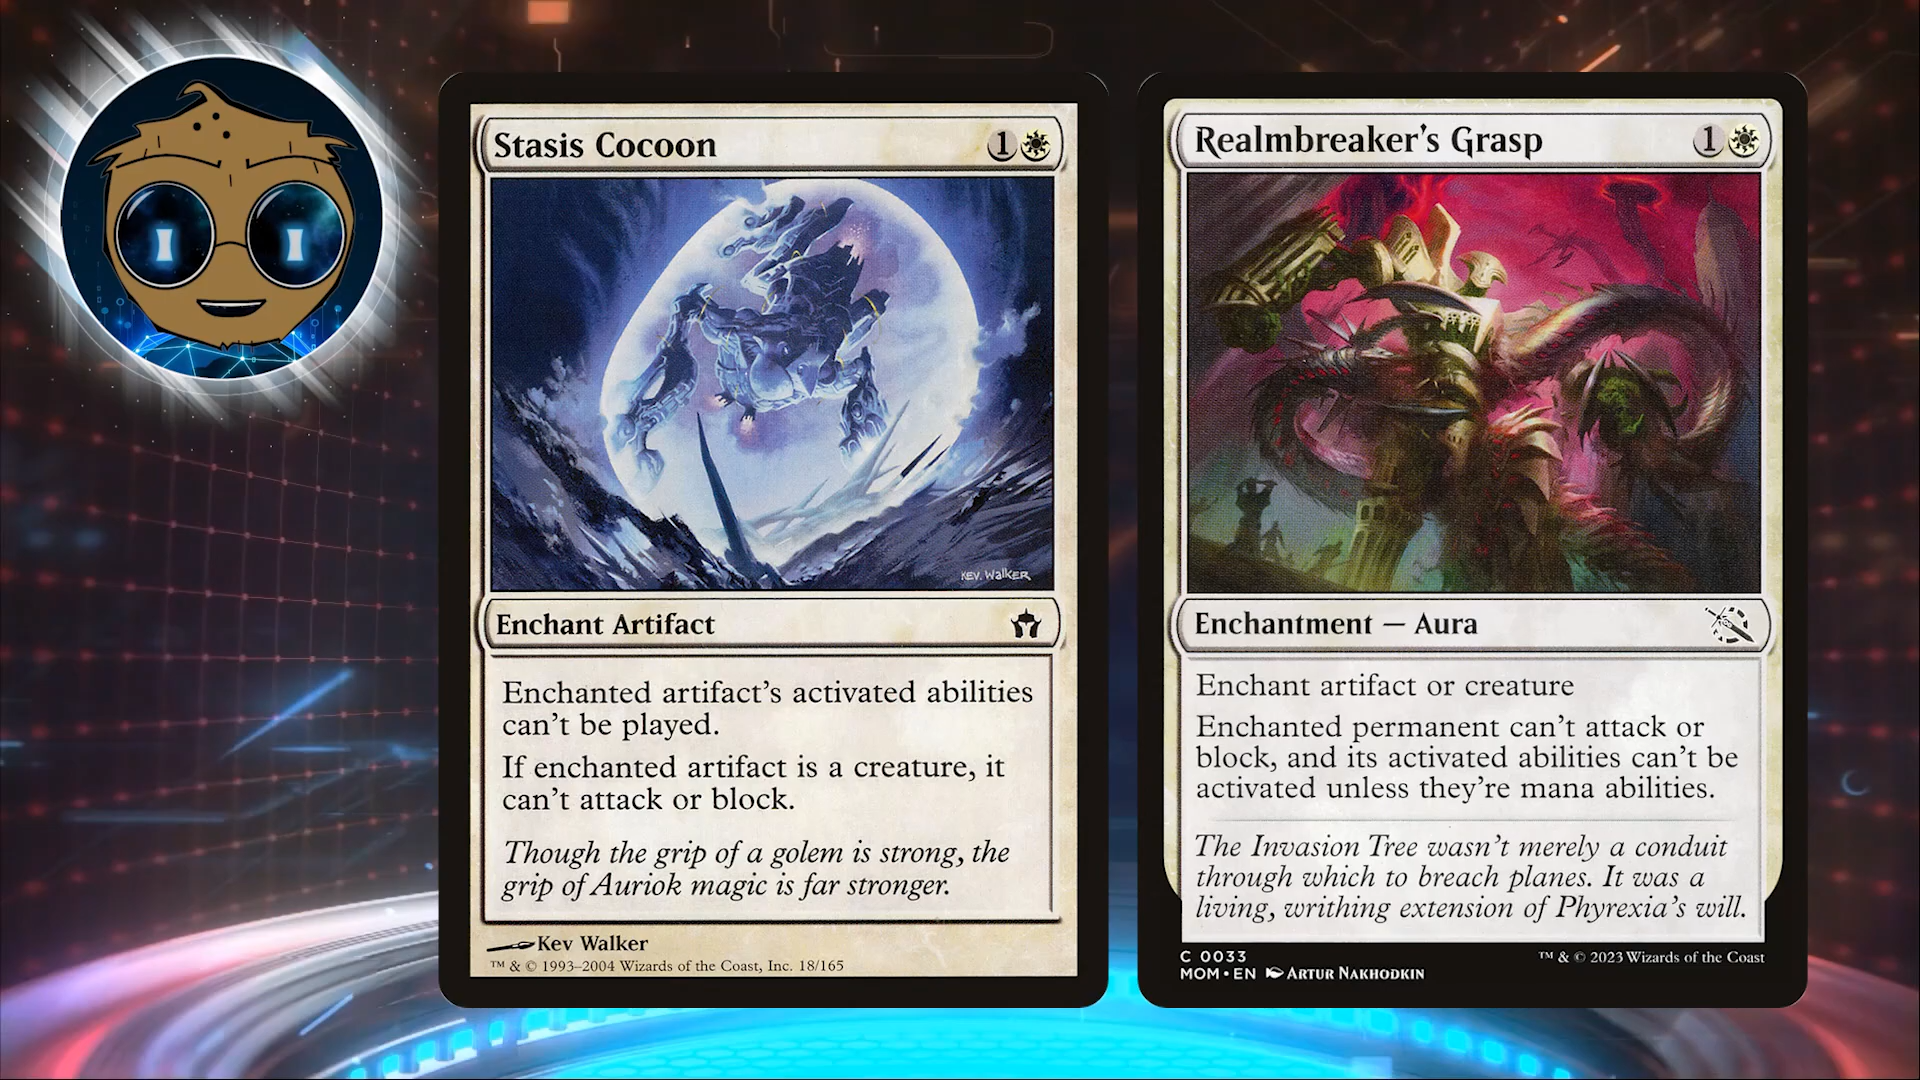 Stasis Cocoon
1
KEV. WALKER
Enchant Artifact
Enchanted artifact's activated abilities
can't be played.
If enchanted artifact is a creature, it
can't attack or block.
Though the grip of a golem is strong, the
grip of Auriok magic is far stronger.
Kev Walker
™ & © 1993–2004 Wizards of the Coast, Inc. 18/165
Realmbreaker's Grasp
1
Enchantment — Aura
Enchant artifact or creature
Enchanted permanent can't attack or
block, and its activated abilities can't be
activated unless they're mana abilities.
The Invasion Tree wasn't merely a conduit
through which to breach planes. It was a
living, writhing extension of Phyrexia's will.
C 0033
MOM • EN Artur Nakhodkin
™ & © 2023 Wizards of the Coast